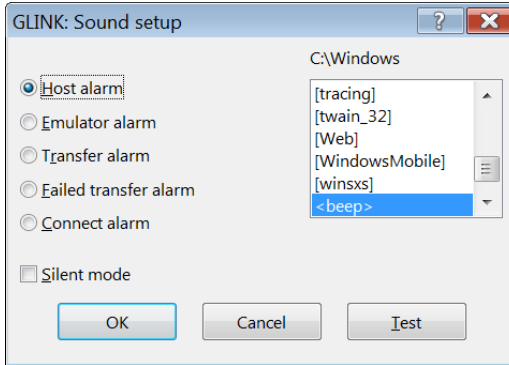 GLINK: Sound setup
?
X
C:\Windows
Host alarm
Emulator alarm
Transfer alarm
Failed transfer alarm
Connect alarm
[tracing]
[twain_32]
[Web]
[WindowsMobile]
[winsxs]
<beep>
Silent mode
OK Cancel Test